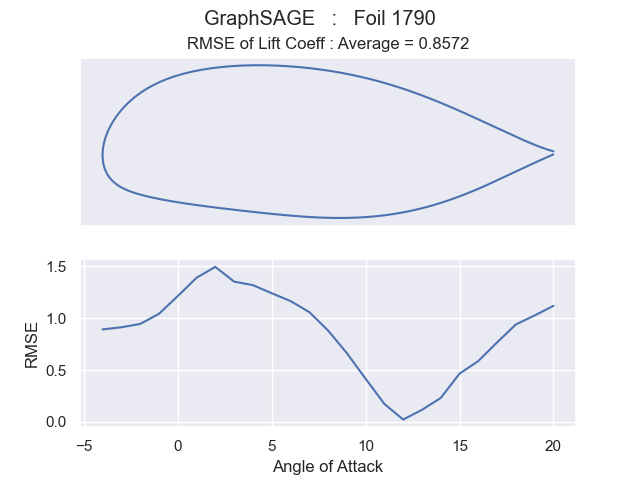 GraphSAGE : Foil 1790
RMSE of Lift Coeff : Average = 0.8572
1.5
1.0
0.5
0.0
RMSE
−5 0 5 10 15 20
Angle of Attack